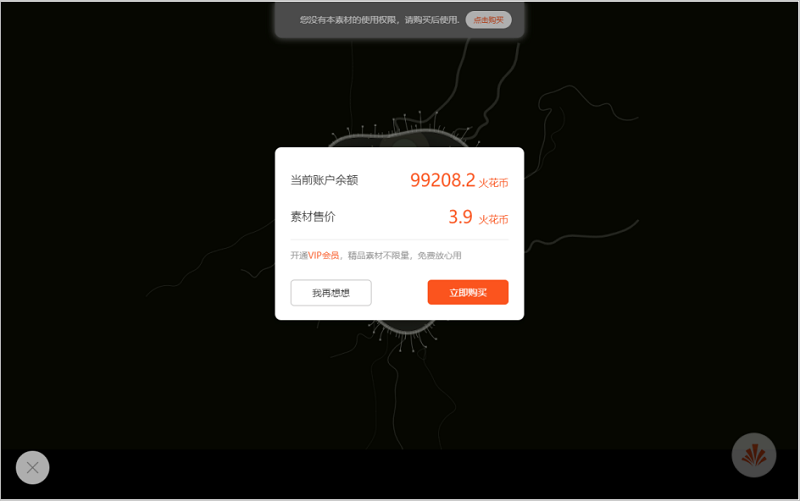 您没有本素材的使用权限，请购买后使用.
点击购买
当前账户余额
99208.2 火花币
素材售价
3.9 火花币
开通VIP会员，精品素材不限量，免费放心用
我再想想
立即购买